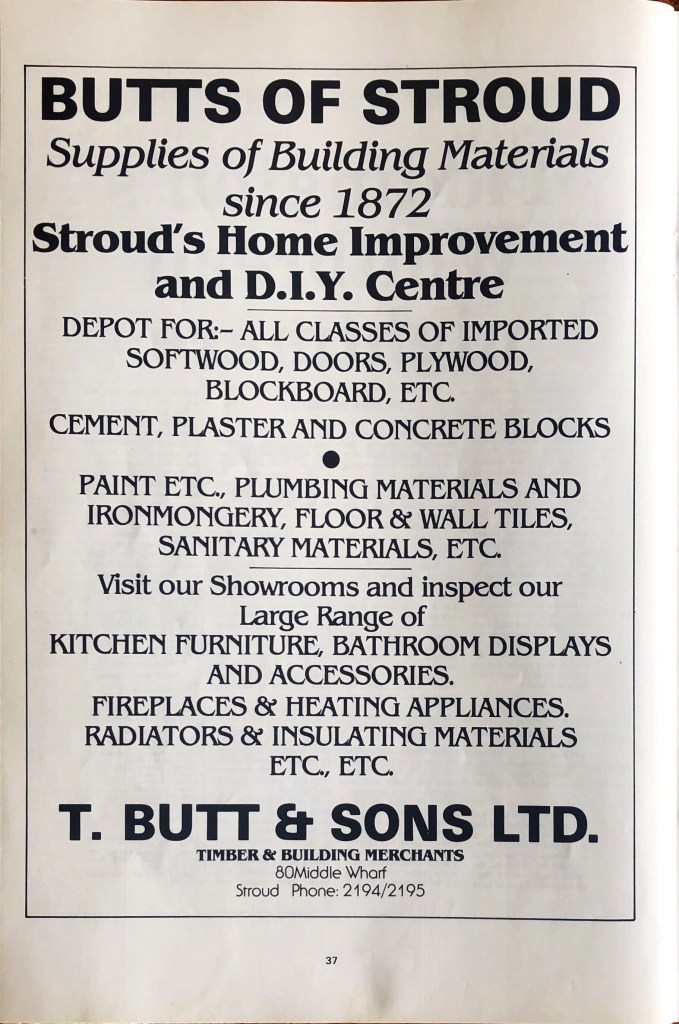 BUTTS OF STROUD
Supplies of Building Materials
since 1872
Stroud's Home Improvement
and D.I.Y. Centre
DEPOT FOR:– ALL CLASSES OF IMPORTED
SOFTWOOD, DOORS, PLYWOOD,
BLOCKBOARD, ETC.
CEMENT, PLASTER AND CONCRETE BLOCKS
●
PAINT ETC., PLUMBING MATERIALS AND
IRONMONGERY, FLOOR & WALL TILES,
SANITARY MATERIALS, ETC.
Visit our Showrooms and inspect our
Large Range of
KITCHEN FURNITURE, BATHROOM DISPLAYS
AND ACCESSORIES.
FIREPLACES & HEATING APPLIANCES.
RADIATORS & INSULATING MATERIALS
ETC., ETC.
T. BUTT & SONS LTD.
TIMBER & BUILDING MERCHANTS
80Middle Wharf
Stroud Phone: 2194/2195
37